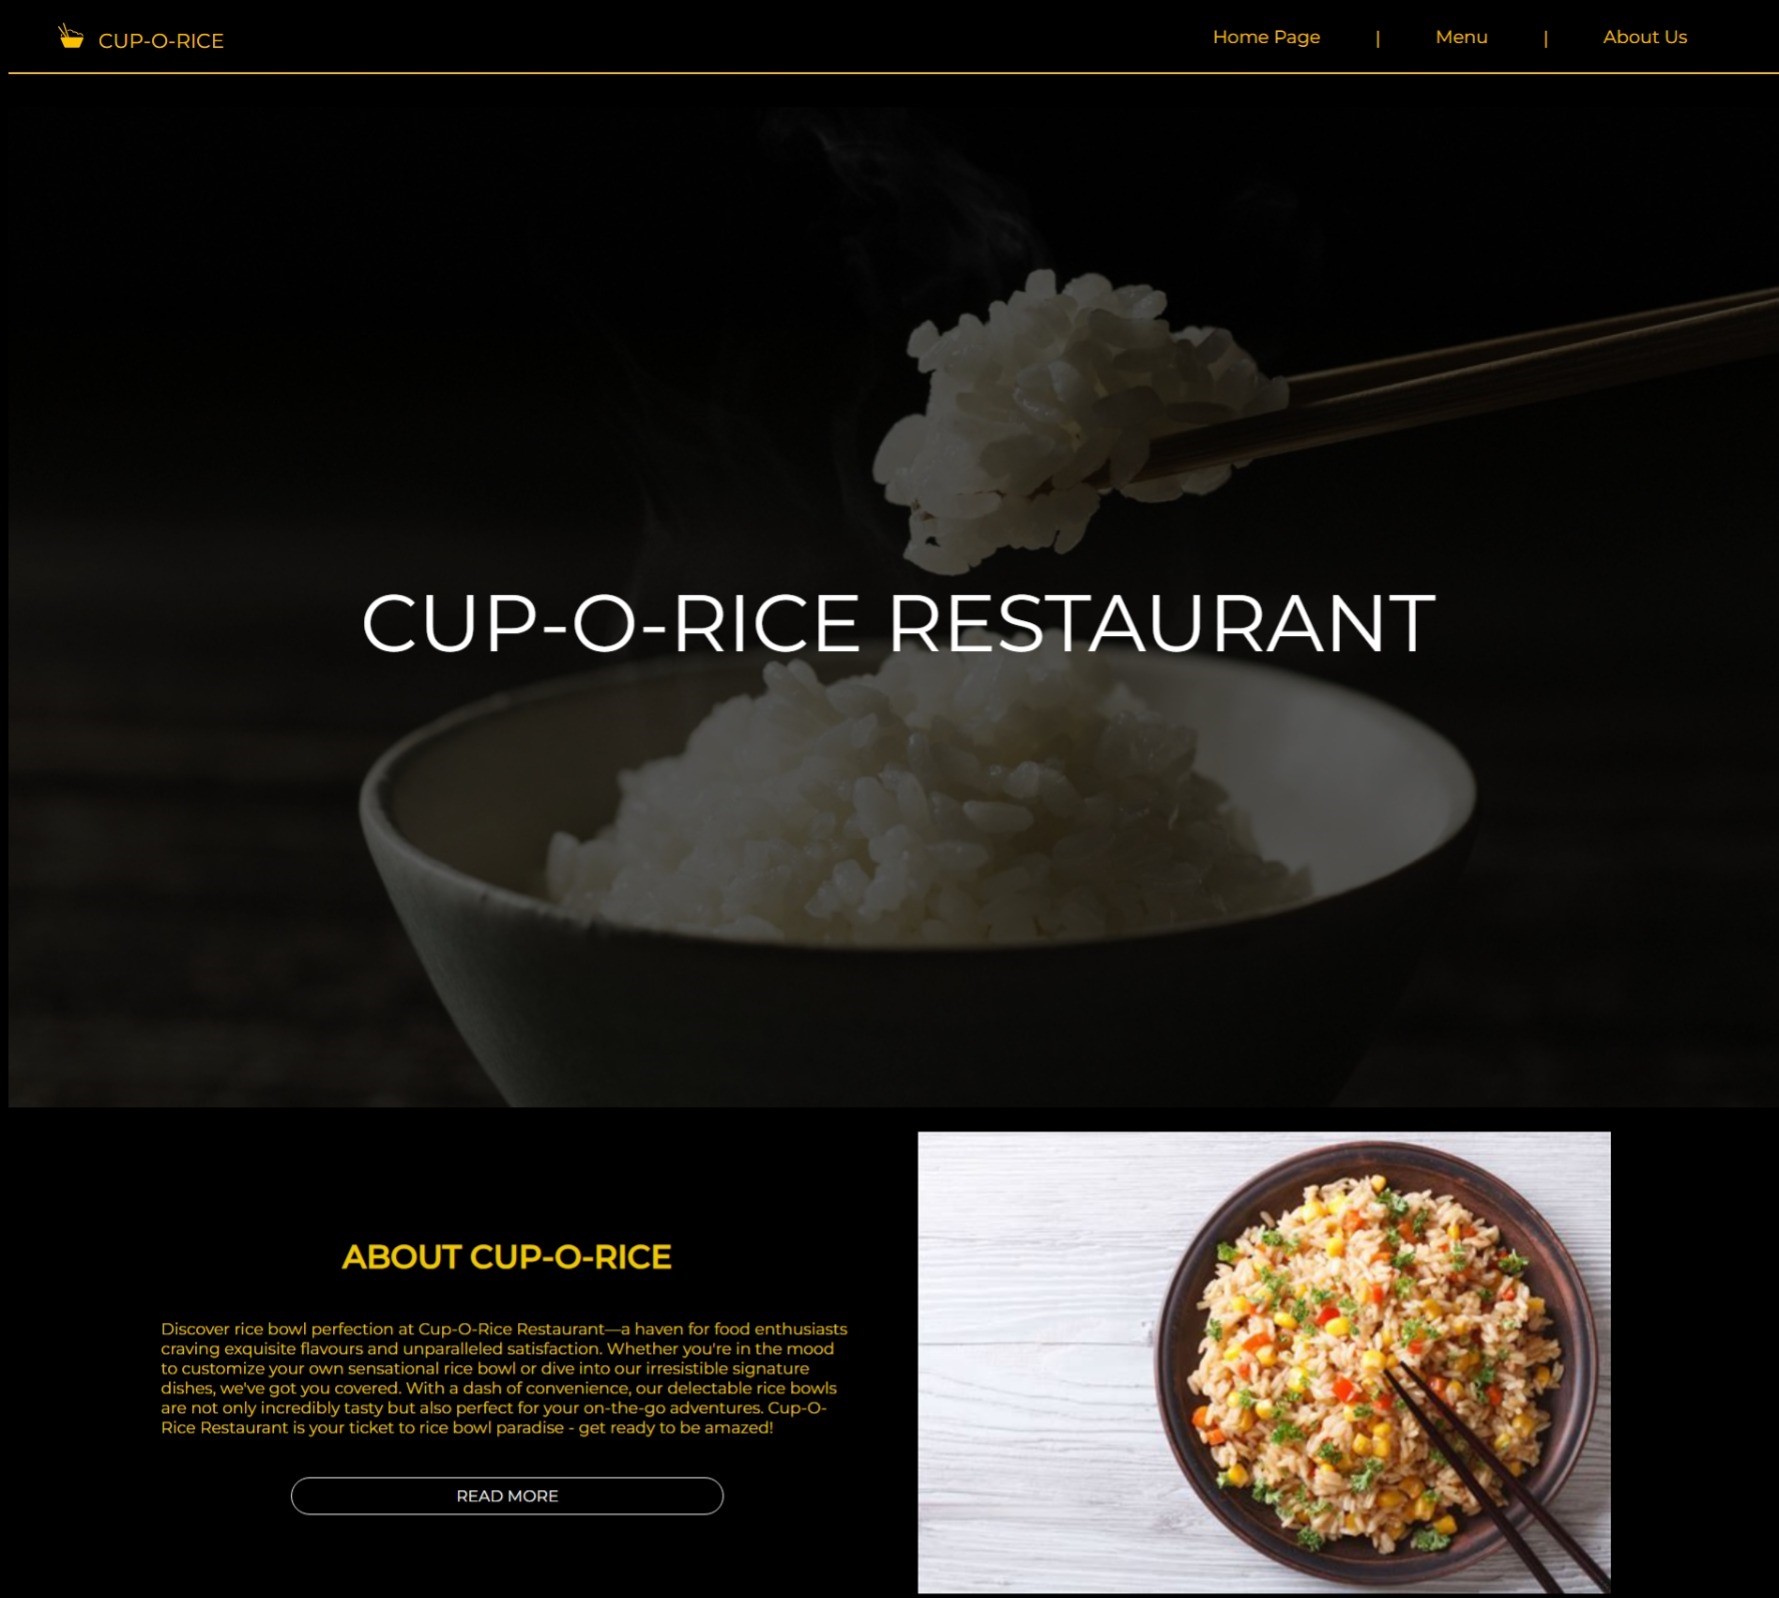 CUP-O-RICE
Home Page | Menu | About Us
CUP-O-RICE RESTAURANT
ABOUT CUP-O-RICE
Discover rice bowl perfection at Cup-O-Rice Restaurant—a haven for food enthusiasts
craving exquisite flavours and unparalleled satisfaction. Whether you're in the mood
to customize your own sensational rice bowl or dive into our irresistible signature
dishes, we've got you covered. With a dash of convenience, our delectable rice bowls
are not only incredibly tasty but also perfect for your on-the-go adventures. Cup-O-
Rice Restaurant is your ticket to rice bowl paradise - get ready to be amazed!
READ MORE